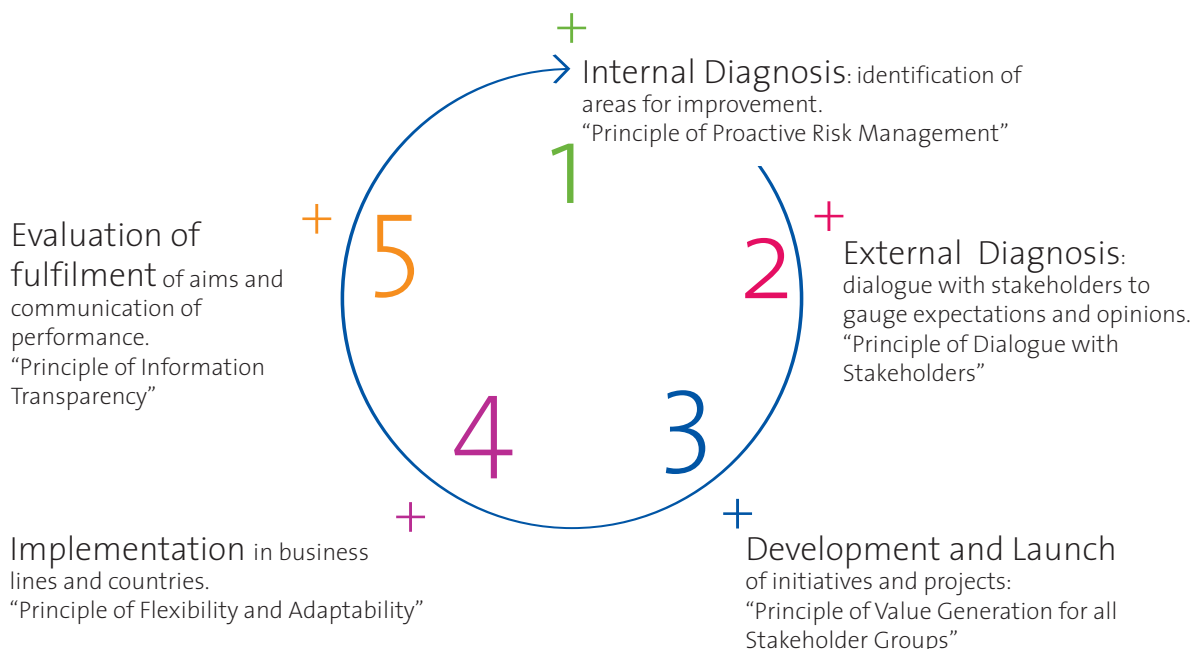 1
Internal Diagnosis: identification of
areas for improvement.
“Principle of Proactive Risk Management”
2
External Diagnosis:
dialogue with stakeholders to
gauge expectations and opinions.
“Principle of Dialogue with
Stakeholders”
3
Development and Launch
of initiatives and projects:
“Principle of Value Generation for all
Stakeholder Groups”
4
Implementation in business
lines and countries.
“Principle of Flexibility and Adaptability”
5
Evaluation of
fulfilment of aims and
communication of
performance.
“Principle of Information
Transparency”